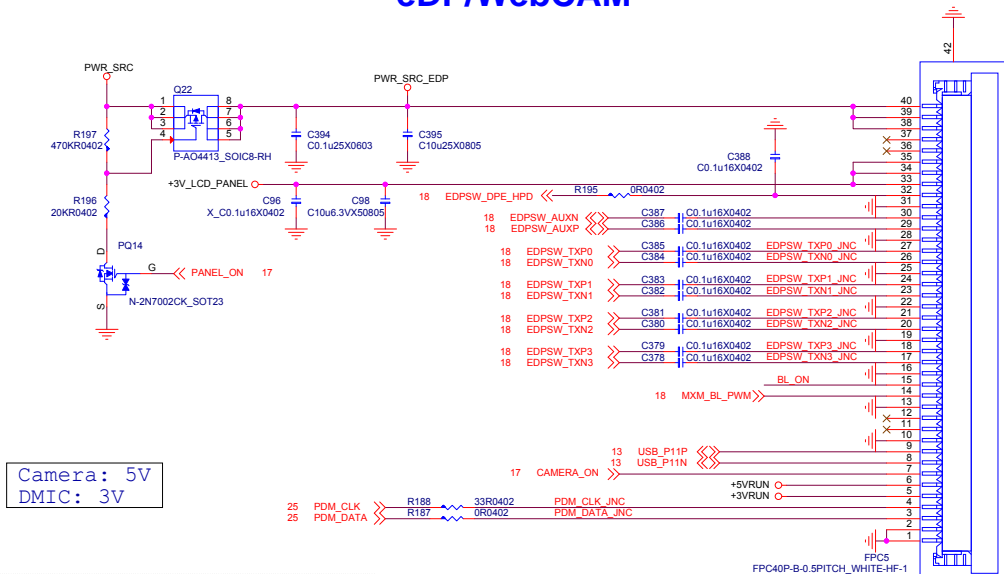 eDP/WebCAM
42
PWR_SRC
Q22
1 8
2 7
3 6
4 5
P-AO4413_SOIC8-RH
R197
470KR0402
R196
20KR0402
PWR_SRC_EDP
C394
C0.1u25X0603
C395
C10u25X0805
C388
C0.1u16X0402
+3V_LCD_PANEL
C96
X_C0.1u16X0402
C98
C10u6.3VX50805
PQ14
D
G
S
PANEL_ON 17
N-2N7002CK_SOT23
18 EDPSW_DPE_HPD R195 0R0402
18 EDPSW_AUXN C387 C0.1u16X0402
18 EDPSW_AUXP C386 C0.1u16X0402
18 EDPSW_TXP0 C385 C0.1u16X0402 EDPSW_TXP0_JNC
18 EDPSW_TXN0 C384 C0.1u16X0402 EDPSW_TXN0_JNC
18 EDPSW_TXP1 C383 C0.1u16X0402 EDPSW_TXP1_JNC
18 EDPSW_TXN1 C382 C0.1u16X0402 EDPSW_TXN1_JNC
18 EDPSW_TXP2 C381 C0.1u16X0402 EDPSW_TXP2_JNC
18 EDPSW_TXN2 C380 C0.1u16X0402 EDPSW_TXN2_JNC
18 EDPSW_TXP3 C379 C0.1u16X0402 EDPSW_TXP3_JNC
18 EDPSW_TXN3 C378 C0.1u16X0402 EDPSW_TXN3_JNC
BL_ON
18 MXM_BL_PWM
13 USB_P11P
13 USB_P11N
17 CAMERA_ON
+5VRUN
+3VRUN
25 PDM_CLK R188 33R0402 PDM_CLK_JNC
25 PDM_DATA R187 0R0402 PDM_DATA_JNC
40
39
38
37
36
35
34
33
32
31
30
29
28
27
26
25
24
23
22
21
20
19
18
17
16
15
14
13
12
11
10
9
8
7
6
5
4
3
2
1
FPC5
FPC40P-B-0.5PITCH_WHITE-HF-1
Camera: 5V
DMIC: 3V